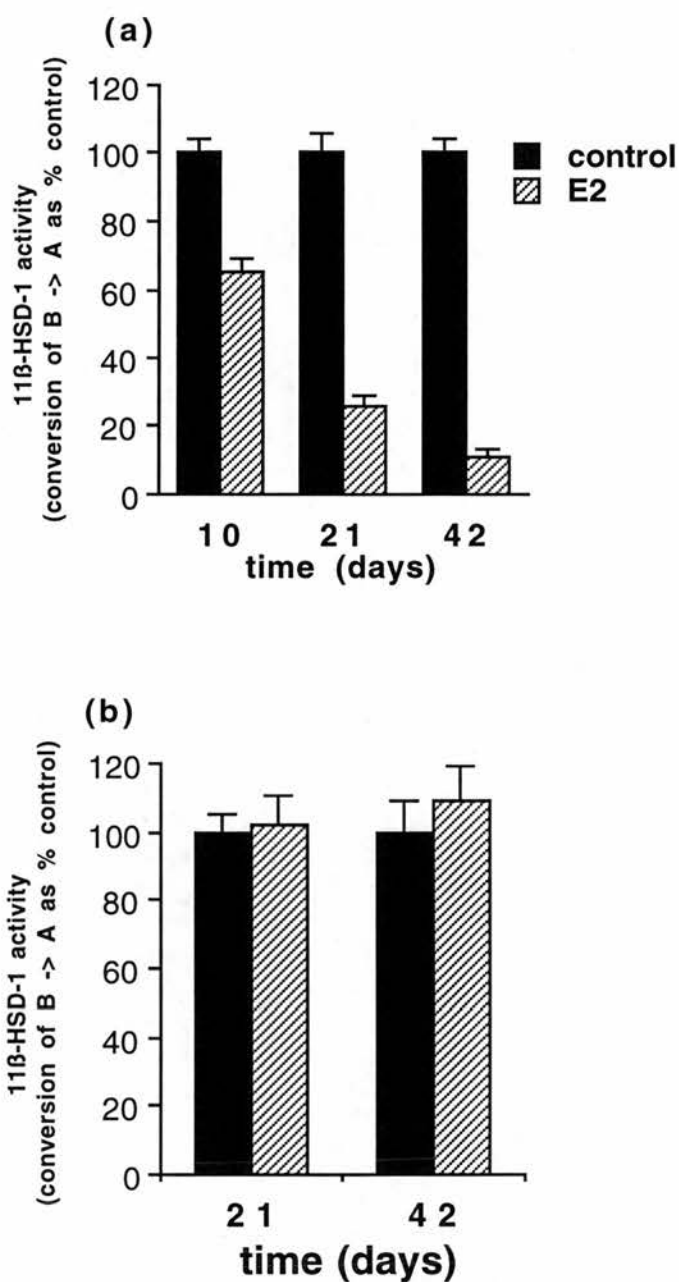 (a)
11ß-HSD-1 activity
(conversion of B -> A as % control)
120
100
80
60
40
20
0
10 21 42
time (days)
control
E2
(b)
11ß-HSD-1 activity
(conversion of B -> A as % control)
120
100
80
60
40
20
0
21 42
time (days)